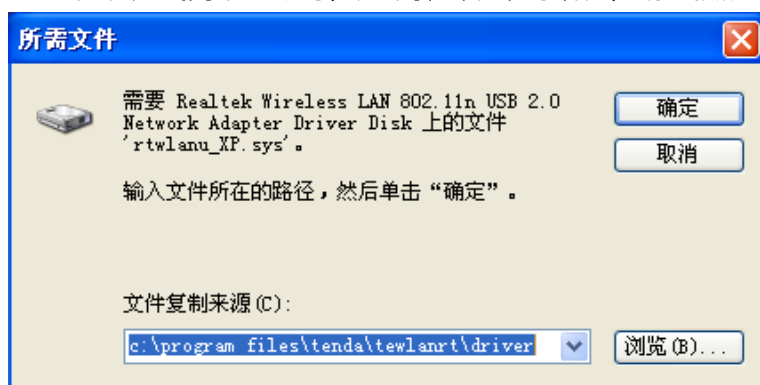 所需文件
需要 Realtek Wireless LAN 802.11n USB 2.0
Network Adapter Driver Disk 上的文件
'rtwlanu_XP.sys'。
确定
取消
输入文件所在的路径，然后单击“确定”。
文件复制来源(C):
c:\program files\tenda\tewlanrt\driver
浏览(B)...